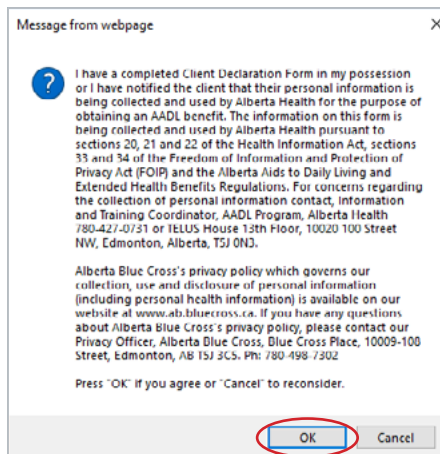 Message from webpage
I have a completed Client Declaration Form in my possession
or I have notified the client that their personal information is
being collected and used by Alberta Health for the purpose of
obtaining an AADL benefit. The information on this form is
being collected and used by Alberta Health pursuant to
sections 20, 21 and 22 of the Health Information Act, sections
33 and 34 of the Freedom of Information and Protection of
Privacy Act (FOIP) and the Alberta Aids to Daily Living and
Extended Health Benefits Regulations. For concerns regarding
the collection of personal information contact, Information
and Training Coordinator, AADL Program, Alberta Health
780-427-0731 or TELUS House 13th Floor, 10020 100 Street
NW, Edmonton, Alberta, T5J 0N3.
Alberta Blue Cross's privacy policy which governs our
collection, use and disclosure of personal information
(including personal health information) is available on our
website at www.ab.bluecross.ca. If you have any questions
about Alberta Blue Cross's privacy policy, please contact our
Privacy Officer, Alberta Blue Cross, Blue Cross Place, 10009-108
Street, Edmonton, AB T5J 3C5. Ph: 780-498-7302
Press "OK" if you agree or "Cancel" to reconsider.
OK Cancel